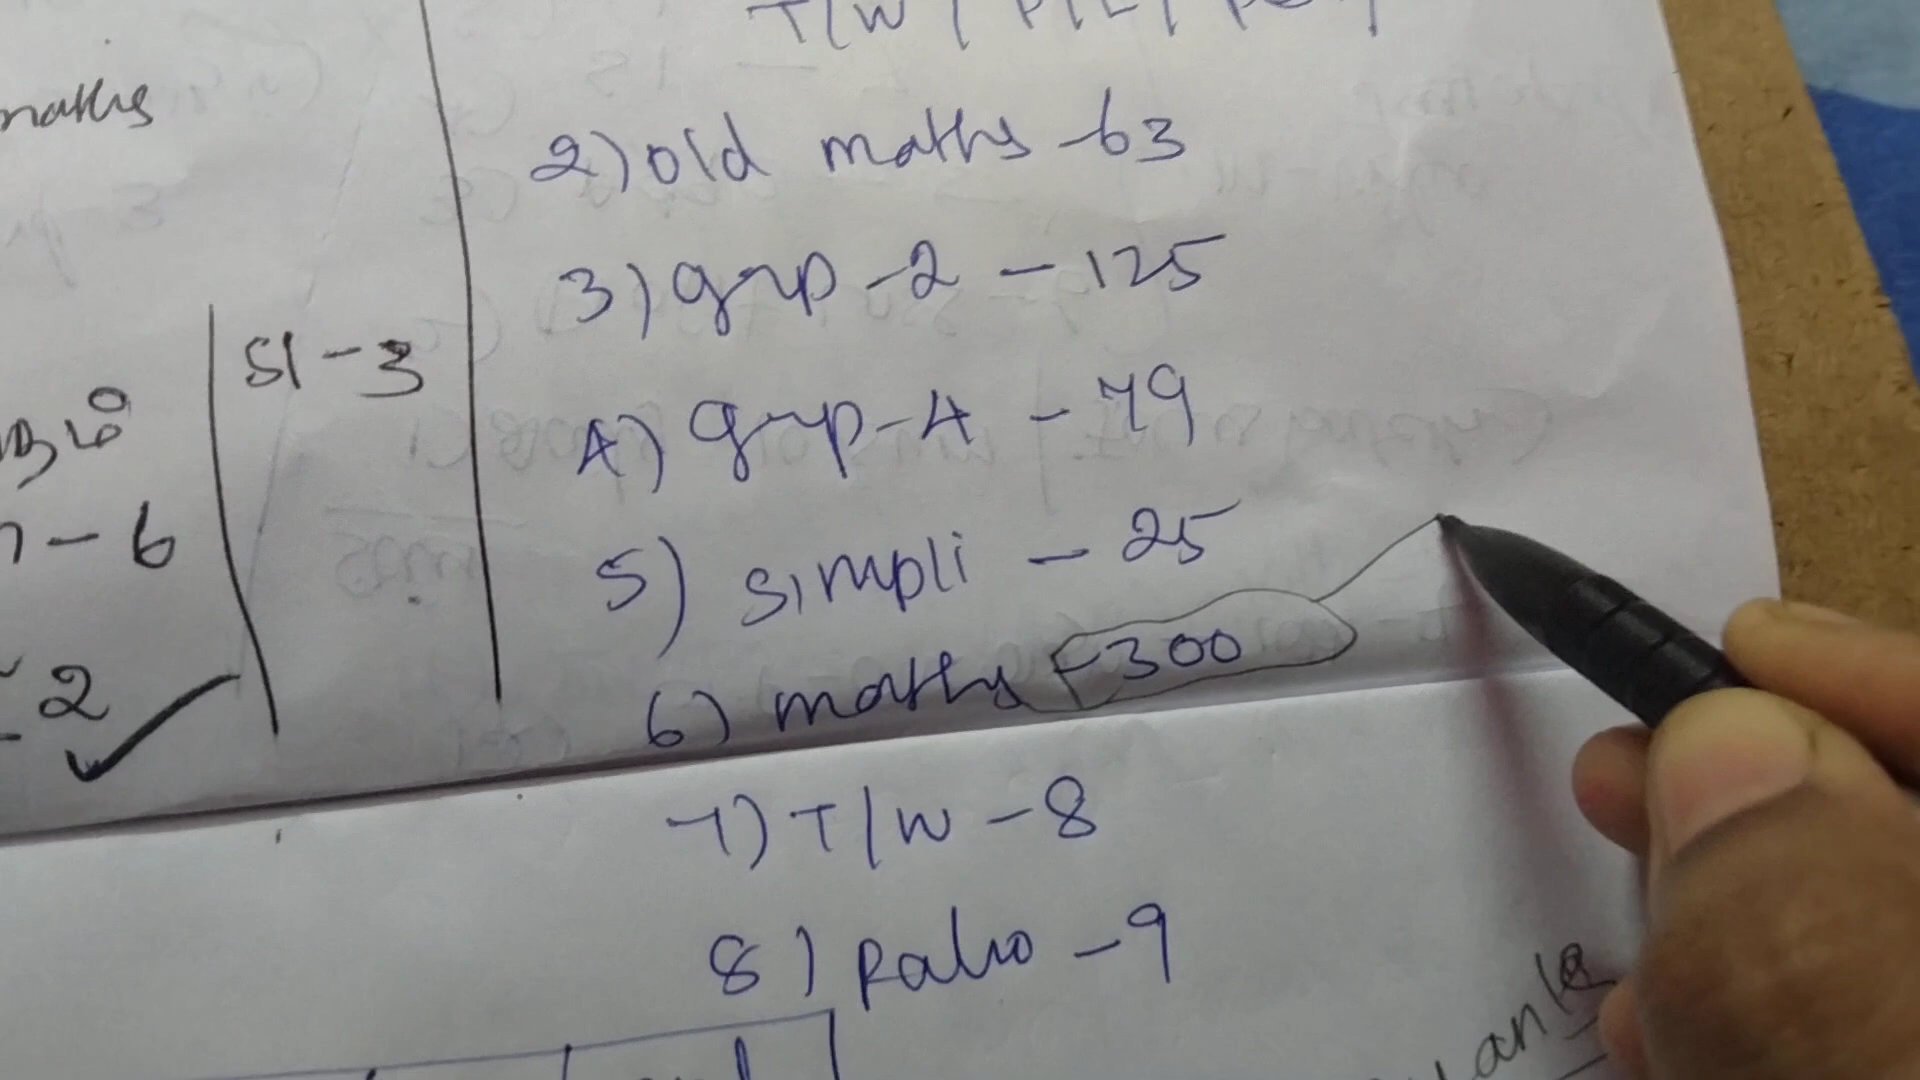 maths
SI - 3
- 6
- 2
T/W / P/L /
2) old maths - 63
3) grp - 2 - 125
4) grp - 4 - 79
5) simpli - 25
6) maths - 300
7) T/W - 8
8) Ratio - 9